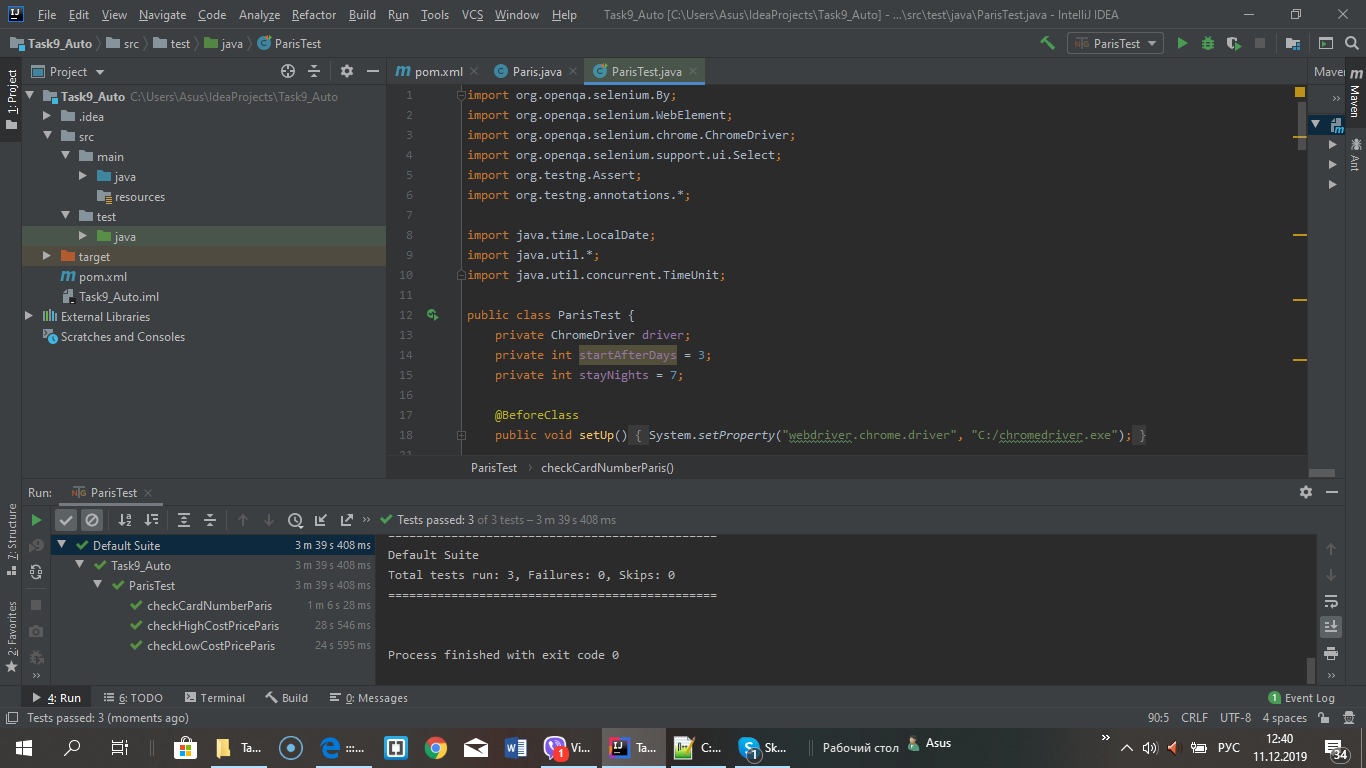 File Edit View Navigate Code Analyze Refactor Build Run Tools VCS Window Help Task9_Auto [C:\Users\Asus\IdeaProjects\Task9_Auto] - ...\src\test\java\ParisTest.java - IntelliJ IDEA
Task9_Auto src test java ParisTest ParisTest
1: Project
Project
Task9_Auto C:\Users\Asus\IdeaProjects\Task9_Auto
.idea
src
main
java
resources
test
java
target
pom.xml
Task9_Auto.iml
External Libraries
Scratches and Consoles
pom.xml Paris.java ParisTest.java
1 import org.openqa.selenium.By;
2 import org.openqa.selenium.WebElement;
3 import org.openqa.selenium.chrome.ChromeDriver;
4 import org.openqa.selenium.support.ui.Select;
5 import org.testng.Assert;
6 import org.testng.annotations.*;
7
8 import java.time.LocalDate;
9 import java.util.*;
10 import java.util.concurrent.TimeUnit;
11
12 public class ParisTest {
13 private ChromeDriver driver;
14 private int startAfterDays = 3;
15 private int stayNights = 7;
16
17 @BeforeClass
18 public void setUp() { System.setProperty("webdriver.chrome.driver", "C:/chromedriver.exe"); }
21
ParisTest › checkCardNumberParis()
Maven
Maven
Ant
Run: ParisTest
Tests passed: 3 of 3 tests – 3 m 39 s 408 ms
Default Suite 3 m 39 s 408 ms
Task9_Auto 3 m 39 s 408 ms
ParisTest 3 m 39 s 408 ms
checkCardNumberParis 1 m 6 s 28 ms
checkHighCostPriceParis 28 s 546 ms
checkLowCostPriceParis 24 s 595 ms
===============================================
Default Suite
Total tests run: 3, Failures: 0, Skips: 0
===============================================
Process finished with exit code 0
7: Structure
2: Favorites
4: Run 6: TODO Terminal Build 0: Messages 1 Event Log
Tests passed: 3 (moments ago) 90:5 CRLF UTF-8 4 spaces
Ta... :::... Vi... 1 Ta... C:... Sk... 1 Рабочий стол Asus РУС 12:40
11.12.2019 34